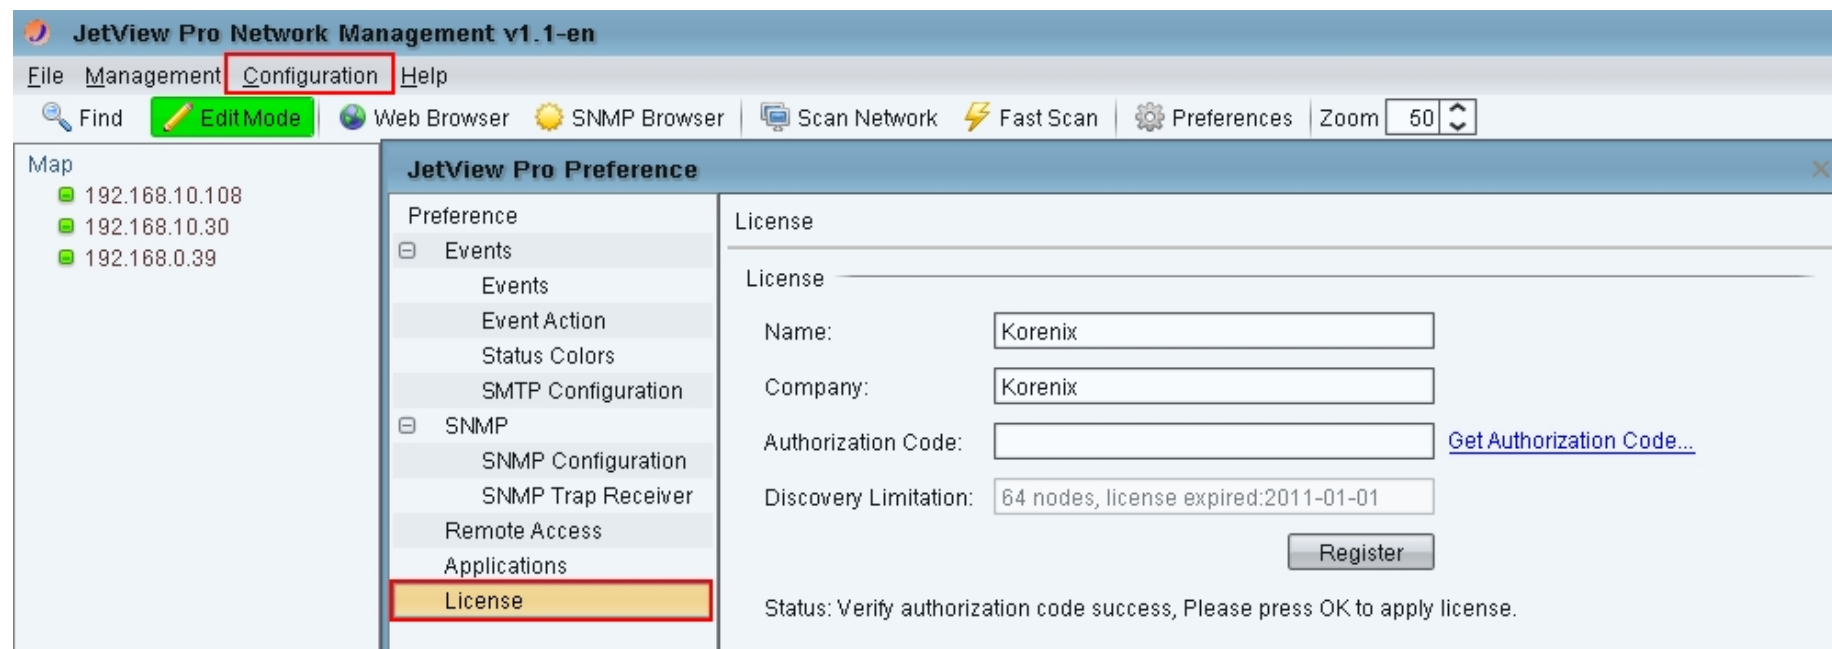 JetView Pro Network Management v1.1-en
File Management Configuration Help
Find Edit Mode Web Browser SNMP Browser Scan Network Fast Scan Preferences Zoom 50
Map
192.168.10.108
192.168.10.30
192.168.0.39
JetView Pro Preference
Preference
Events
Events
Event Action
Status Colors
SMTP Configuration
SNMP
SNMP Configuration
SNMP Trap Receiver
Remote Access
Applications
License
License
License
Name: Korenix
Company: Korenix
Authorization Code: Get Authorization Code...
Discovery Limitation: 64 nodes, license expired:2011-01-01
Register
Status: Verify authorization code success, Please press OK to apply license.